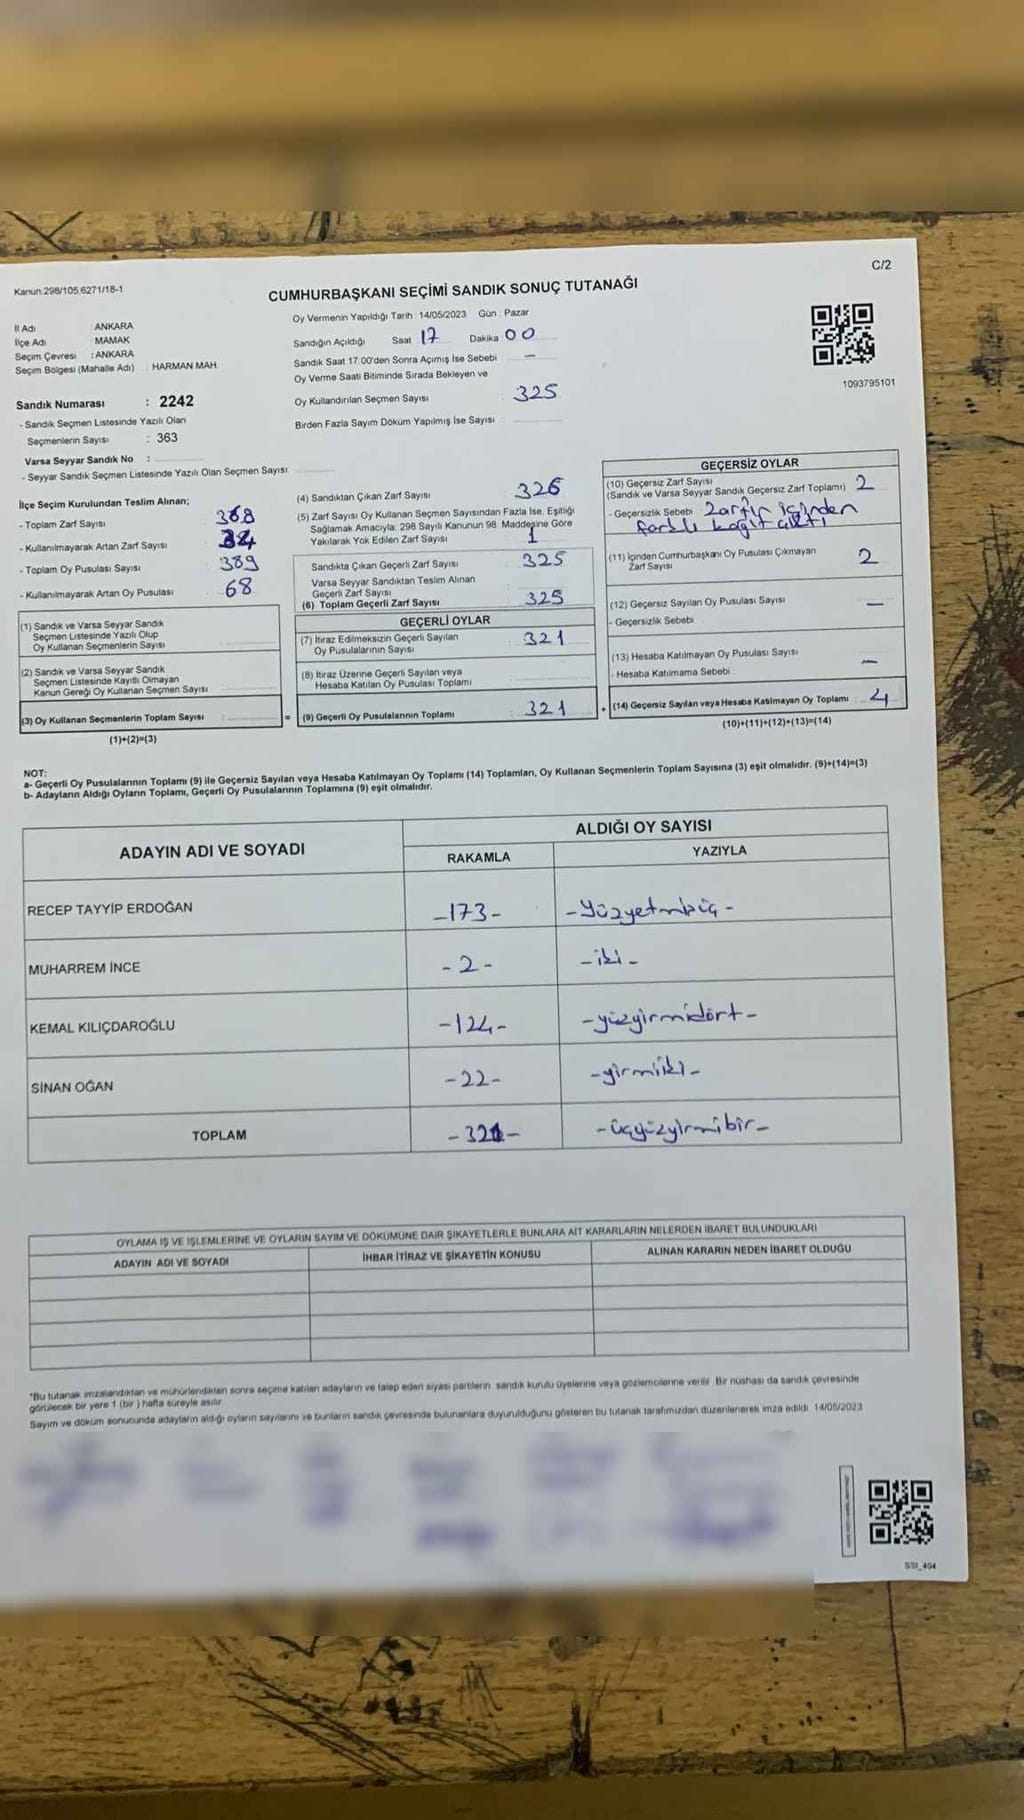 C/2
Kanun:298/105,6271/18-1
CUMHURBAŞKANI SEÇİMİ SANDIK SONUÇ TUTANAĞI
İl Adı : ANKARA
İlçe Adı : MAMAK
Seçim Çevresi : ANKARA
Seçim Bölgesi (Mahalle Adı) : HARMAN MAH
Sandık Numarası : 2242
- Sandık Seçmen Listesinde Yazılı Olan
Seçmenlerin Sayısı : 363
Varsa Seyyar Sandık No :
- Seyyar Sandık Seçmen Listesinde Yazılı Olan Seçmen Sayısı
Oy Vermenin Yapıldığı Tarih : 14/05/2023 Gün : Pazar
Sandığın Açıldığı Saat 17 Dakika 00
Sandık Saat 17:00'den Sonra Açımış İse Sebebi —
Oy Verme Saati Bitiminde Sırada Bekleyen ve
Oy Kullandırılan Seçmen Sayısı : 325
Birden Fazla Sayım Döküm Yapılmış İse Sayısı
1093795101
İlçe Seçim Kurulundan Teslim Alınan;
- Toplam Zarf Sayısı : 368
- Kullanılmayarak Artan Zarf Sayısı
- Toplam Oy Pusulası Sayısı : 389
- Kullanılmayarak Artan Oy Pusulası : 68
(1) Sandık ve Varsa Seyyar Sandık
Seçmen Listesinde Yazılı Olup
Oy Kullanan Seçmenlerin Sayısı
(2) Sandık ve Varsa Seyyar Sandık
Seçmen Listesinde Kayıtlı Olmayan
Kanun Gereği Oy Kullanan Seçmen Sayısı
(3) Oy Kullanan Seçmenlerin Toplam Sayısı :
(1)+(2)=(3)
(4) Sandıktan Çıkan Zarf Sayısı : 326
(5) Zarf Sayısı Oy Kullanan Seçmen Sayısından Fazla İse, Eşitliği
Sağlamak Amacıyla, 298 Sayılı Kanunun 98. Maddesine Göre
Yakılarak Yok Edilen Zarf Sayısı : 1
Sandıkta Çıkan Geçerli Zarf Sayısı : 325
Varsa Seyyar Sandıktan Teslim Alınan
Geçerli Zarf Sayısı
(6) Toplam Geçerli Zarf Sayısı : 325
GEÇERLİ OYLAR
(7) İtiraz Edilmeksizin Geçerli Sayılan
Oy Pusulalarının Sayısı : 321
(8) İtiraz Üzerine Geçerli Sayılan veya
Hesaba Katılan Oy Pusulası Toplamı
= (9) Geçerli Oy Pusulalarının Toplamı : 321
GEÇERSİZ OYLAR
(10) Geçersiz Zarf Sayısı
(Sandık ve Varsa Seyyar Sandık Geçersiz Zarf Toplamı) : 2
- Geçersizlik Sebebi : Zarfın içinden
farklı kağıt çıktı
(11) İçinden Cumhurbaşkanı Oy Pusulası Çıkmayan
Zarf Sayısı : 2
(12) Geçersiz Sayılan Oy Pusulası Sayısı : —
- Geçersizlik Sebebi :
(13) Hesaba Katılmayan Oy Pusulası Sayısı : —
- Hesaba Katılmama Sebebi :
+ (14) Geçersiz Sayılan veya Hesaba Katılmayan Oy Toplamı : 4
(10)+(11)+(12)+(13)=(14)
NOT:
a- Geçerli Oy Pusulalarının Toplamı (9) ile Geçersiz Sayılan veya Hesaba Katılmayan Oy Toplamı (14) Toplamları, Oy Kullanan Seçmenlerin Toplam Sayısına (3) eşit olmalıdır. (9)+(14)=(3)
b- Adayların Aldığı Oyların Toplamı, Geçerli Oy Pusulalarının Toplamına (9) eşit olmalıdır.
ADAYIN ADI VE SOYADI
ALDIĞI OY SAYISI
RAKAMLA YAZIYLA
RECEP TAYYİP ERDOĞAN -173- -Yüzyetmişüç-
MUHARREM İNCE -2- -iki-
KEMAL KILIÇDAROĞLU -124- -yüzyirmidört-
SİNAN OĞAN -22- -yirmiiki-
TOPLAM -321- -üçyüzyirmibir-
OYLAMA İŞ VE İŞLEMLERİNE VE OYLARIN SAYIM VE DÖKÜMÜNE DAİR ŞİKAYETLERLE BUNLARA AİT KARARLARIN NELERDEN İBARET BULUNDUKLARI
ADAYIN ADI VE SOYADI İHBAR İTİRAZ VE ŞİKAYETİN KONUSU ALINAN KARARIN NEDEN İBARET OLDUĞU
*Bu tutanak imzalandıktan ve mühürlendikten sonra seçime katılan adayların ve talep eden siyasi partilerin sandık kurulu üyelerine veya gözlemcilerine verilir. Bir nüshası da sandık çevresinde
görülecek bir yere 1 (bir) hafta süreyle asılır.
Sayım ve döküm sonucunda adayların aldığı oyların sayılarını ve bunların sandık çevresinde bulunanlara duyurulduğunu gösteren bu tutanak tarafımızdan düzenlenerek imza edildi. 14/05/2023
SSI_404